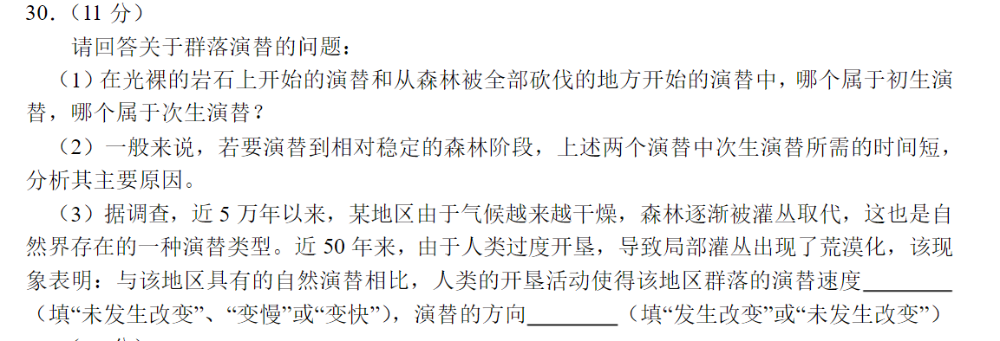 30.（11 分）
请回答关于群落演替的问题：
（1）在光裸的岩石上开始的演替和从森林被全部砍伐的地方开始的演替中，哪个属于初生演
替，哪个属于次生演替？
（2）一般来说，若要演替到相对稳定的森林阶段，上述两个演替中次生演替所需的时间短，
分析其主要原因。
（3）据调查，近 5 万年以来，某地区由于气候越来越干燥，森林逐渐被灌丛取代，这也是自
然界存在的一种演替类型。近 50 年来，由于人类过度开垦，导致局部灌丛出现了荒漠化，该现
象表明：与该地区具有的自然演替相比，人类的开垦活动使得该地区群落的演替速度________
（填“未发生改变”、“变慢”或“变快”），演替的方向________（填“发生改变”或“未发生改变”）